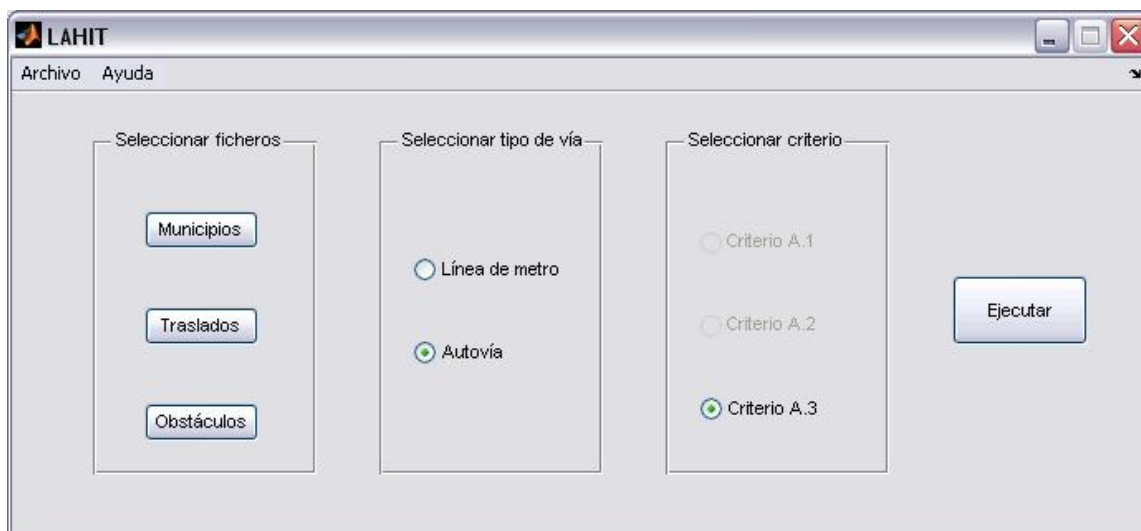 LAHIT
Archivo Ayuda
Seleccionar ficheros
Municipios
Traslados
Obstáculos
Seleccionar tipo de vía
Línea de metro
Autovía
Seleccionar criterio
Criterio A.1
Criterio A.2
Criterio A.3
Ejecutar